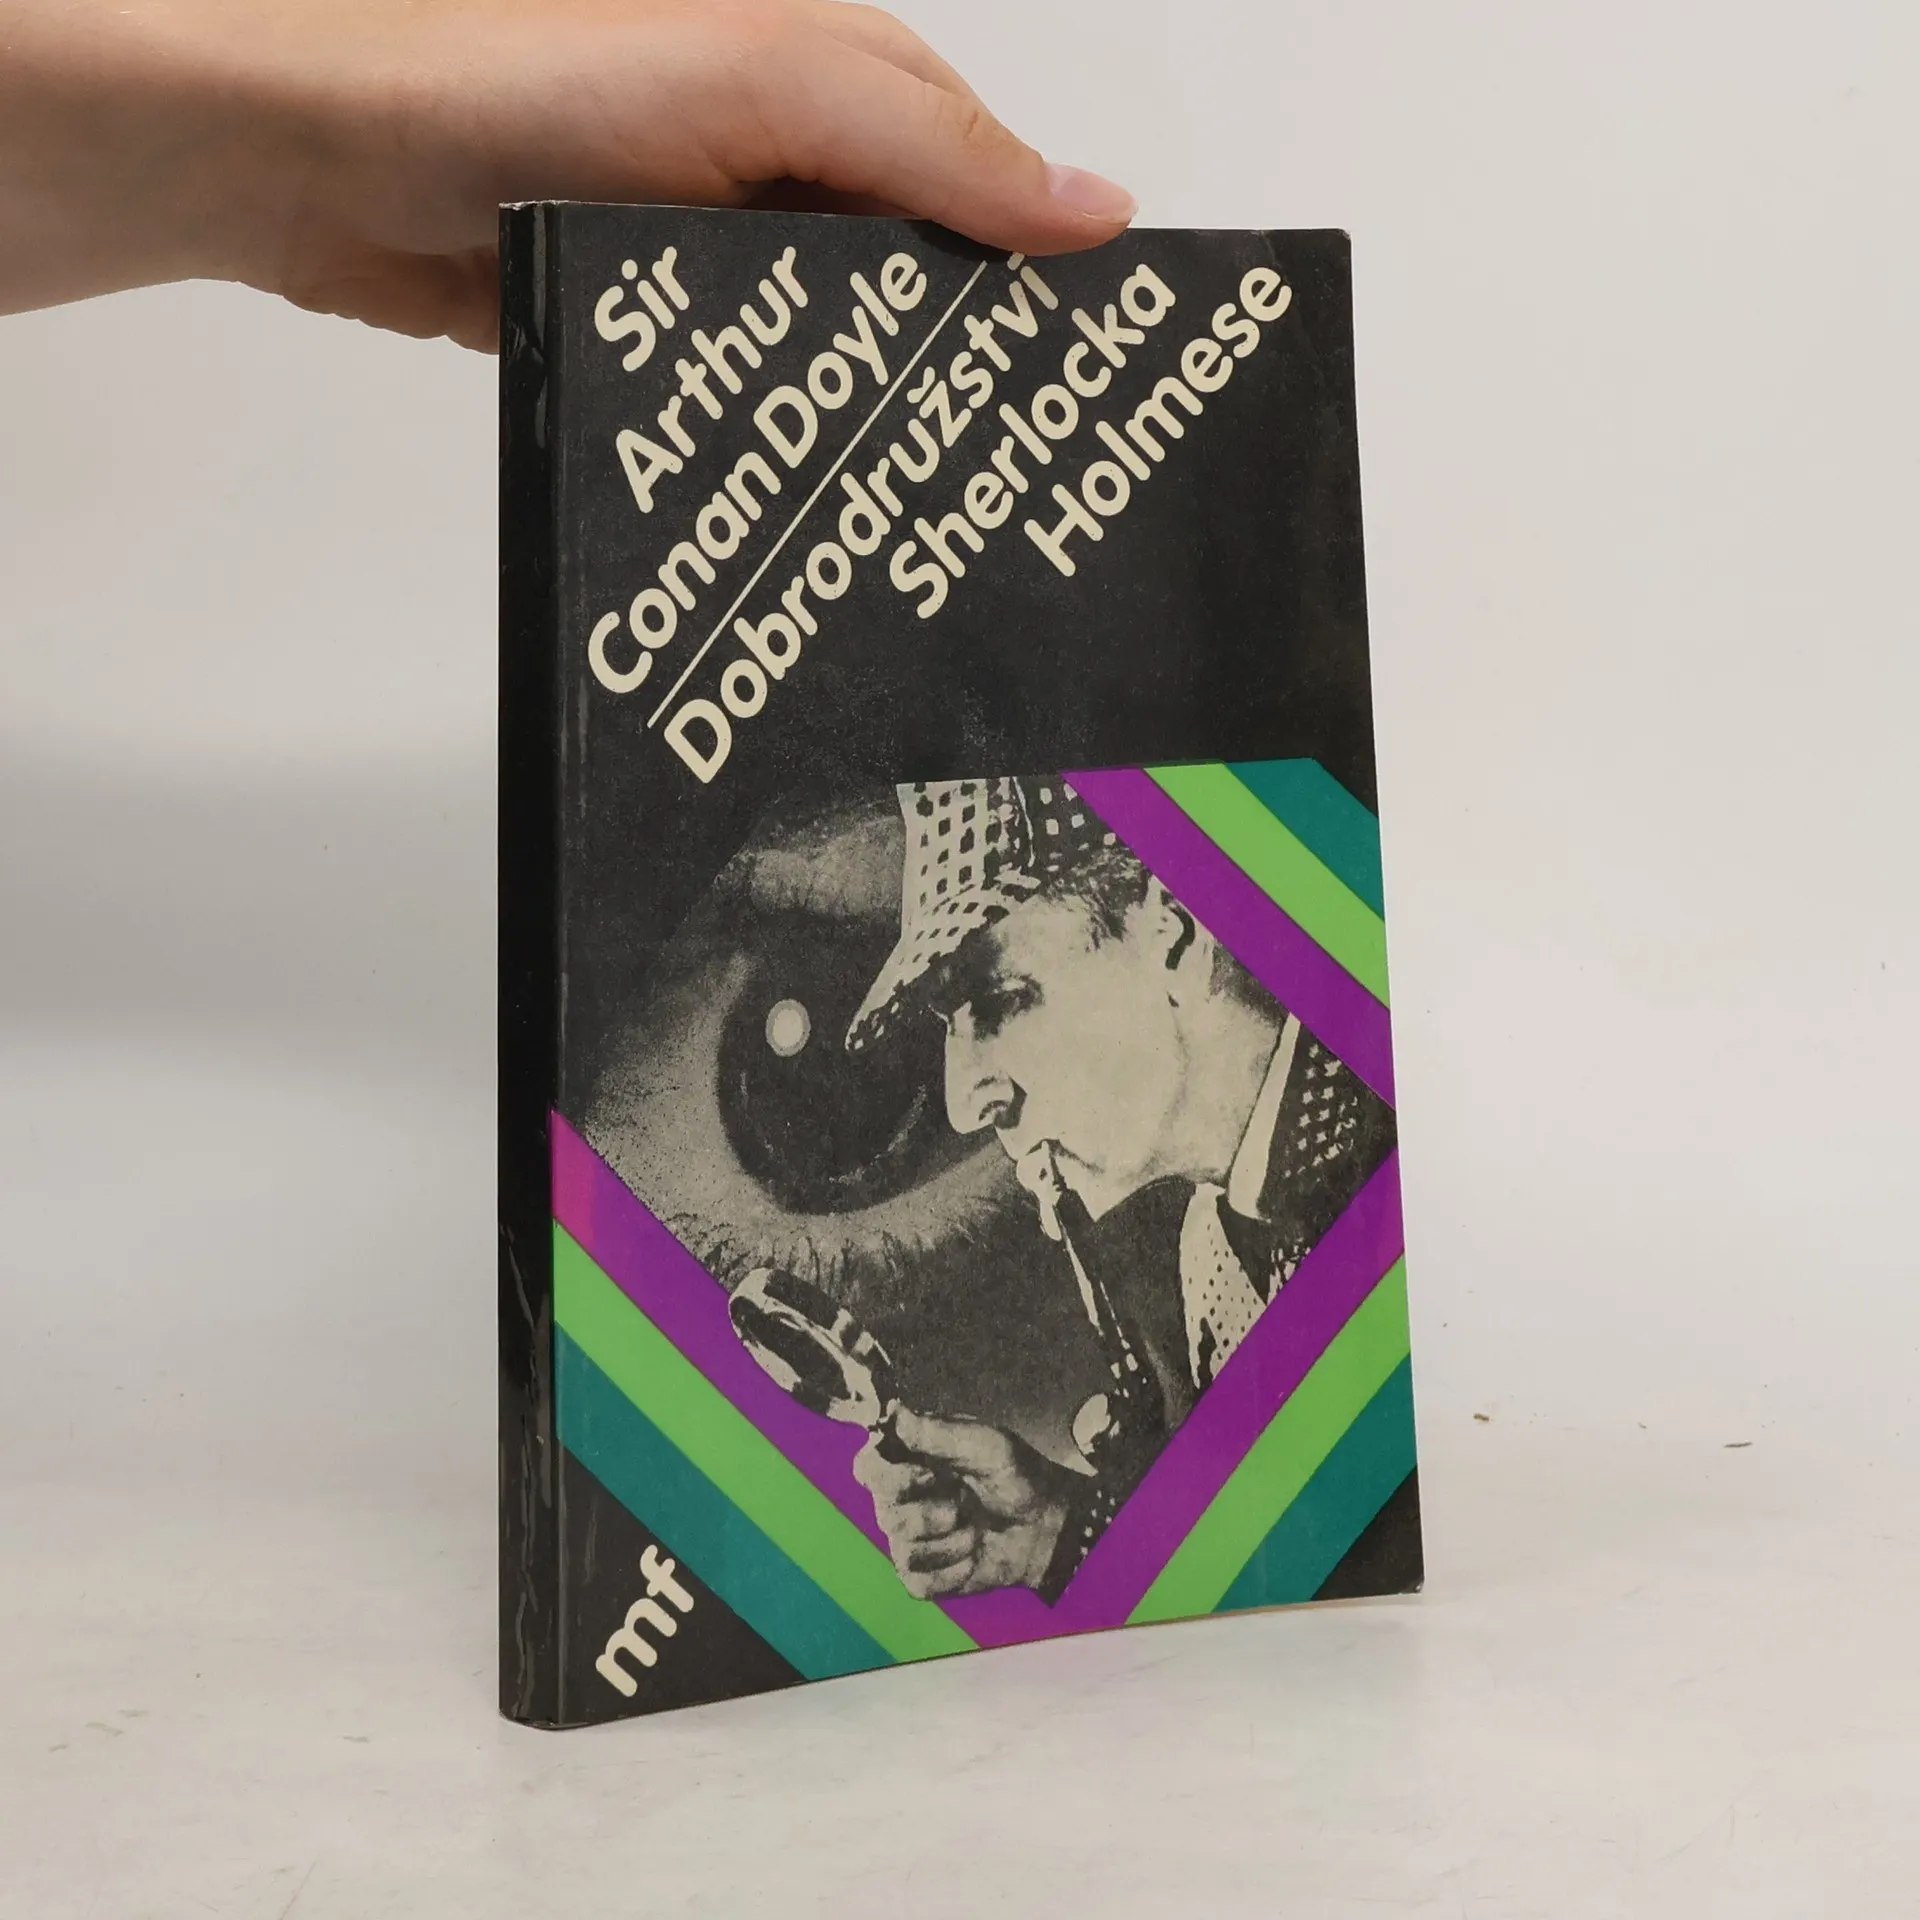 Sir
Arthur
Conan Doyle
Dobrodružství
Sherlocka
Holmese
mf